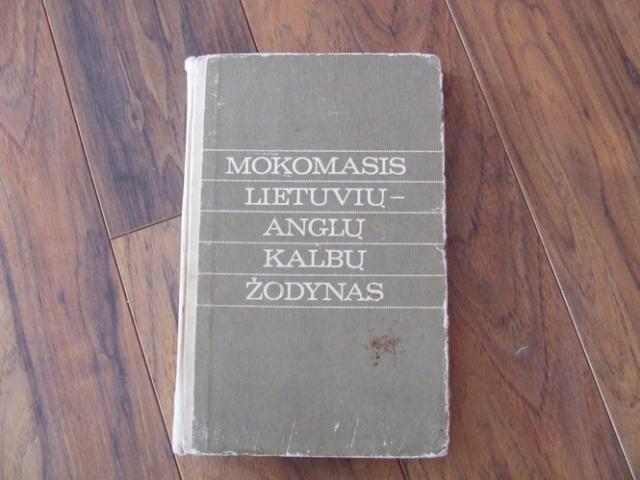 MOKOMASIS
LIETUVIŲ–
ANGLŲ
KALBŲ
ŽODYNAS